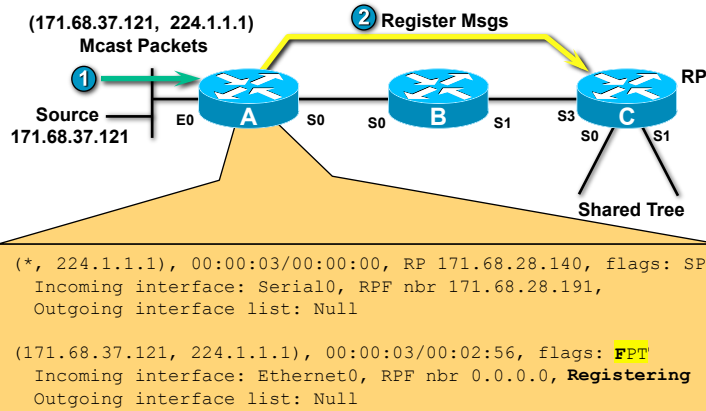 (171.68.37.121, 224.1.1.1)
Mcast Packets
2 Register Msgs
1
RP
Source
171.68.37.121
E0
A
S0
S0
B
S1
S3
C
S0
S1
Shared Tree
(*, 224.1.1.1), 00:00:03/00:00:00, RP 171.68.28.140, flags: SP
Incoming interface: Serial0, RPF nbr 171.68.28.191,
Outgoing interface list: Null
(171.68.37.121, 224.1.1.1), 00:00:03/00:02:56, flags: FPT
Incoming interface: Ethernet0, RPF nbr 0.0.0.0, Registering
Outgoing interface list: Null